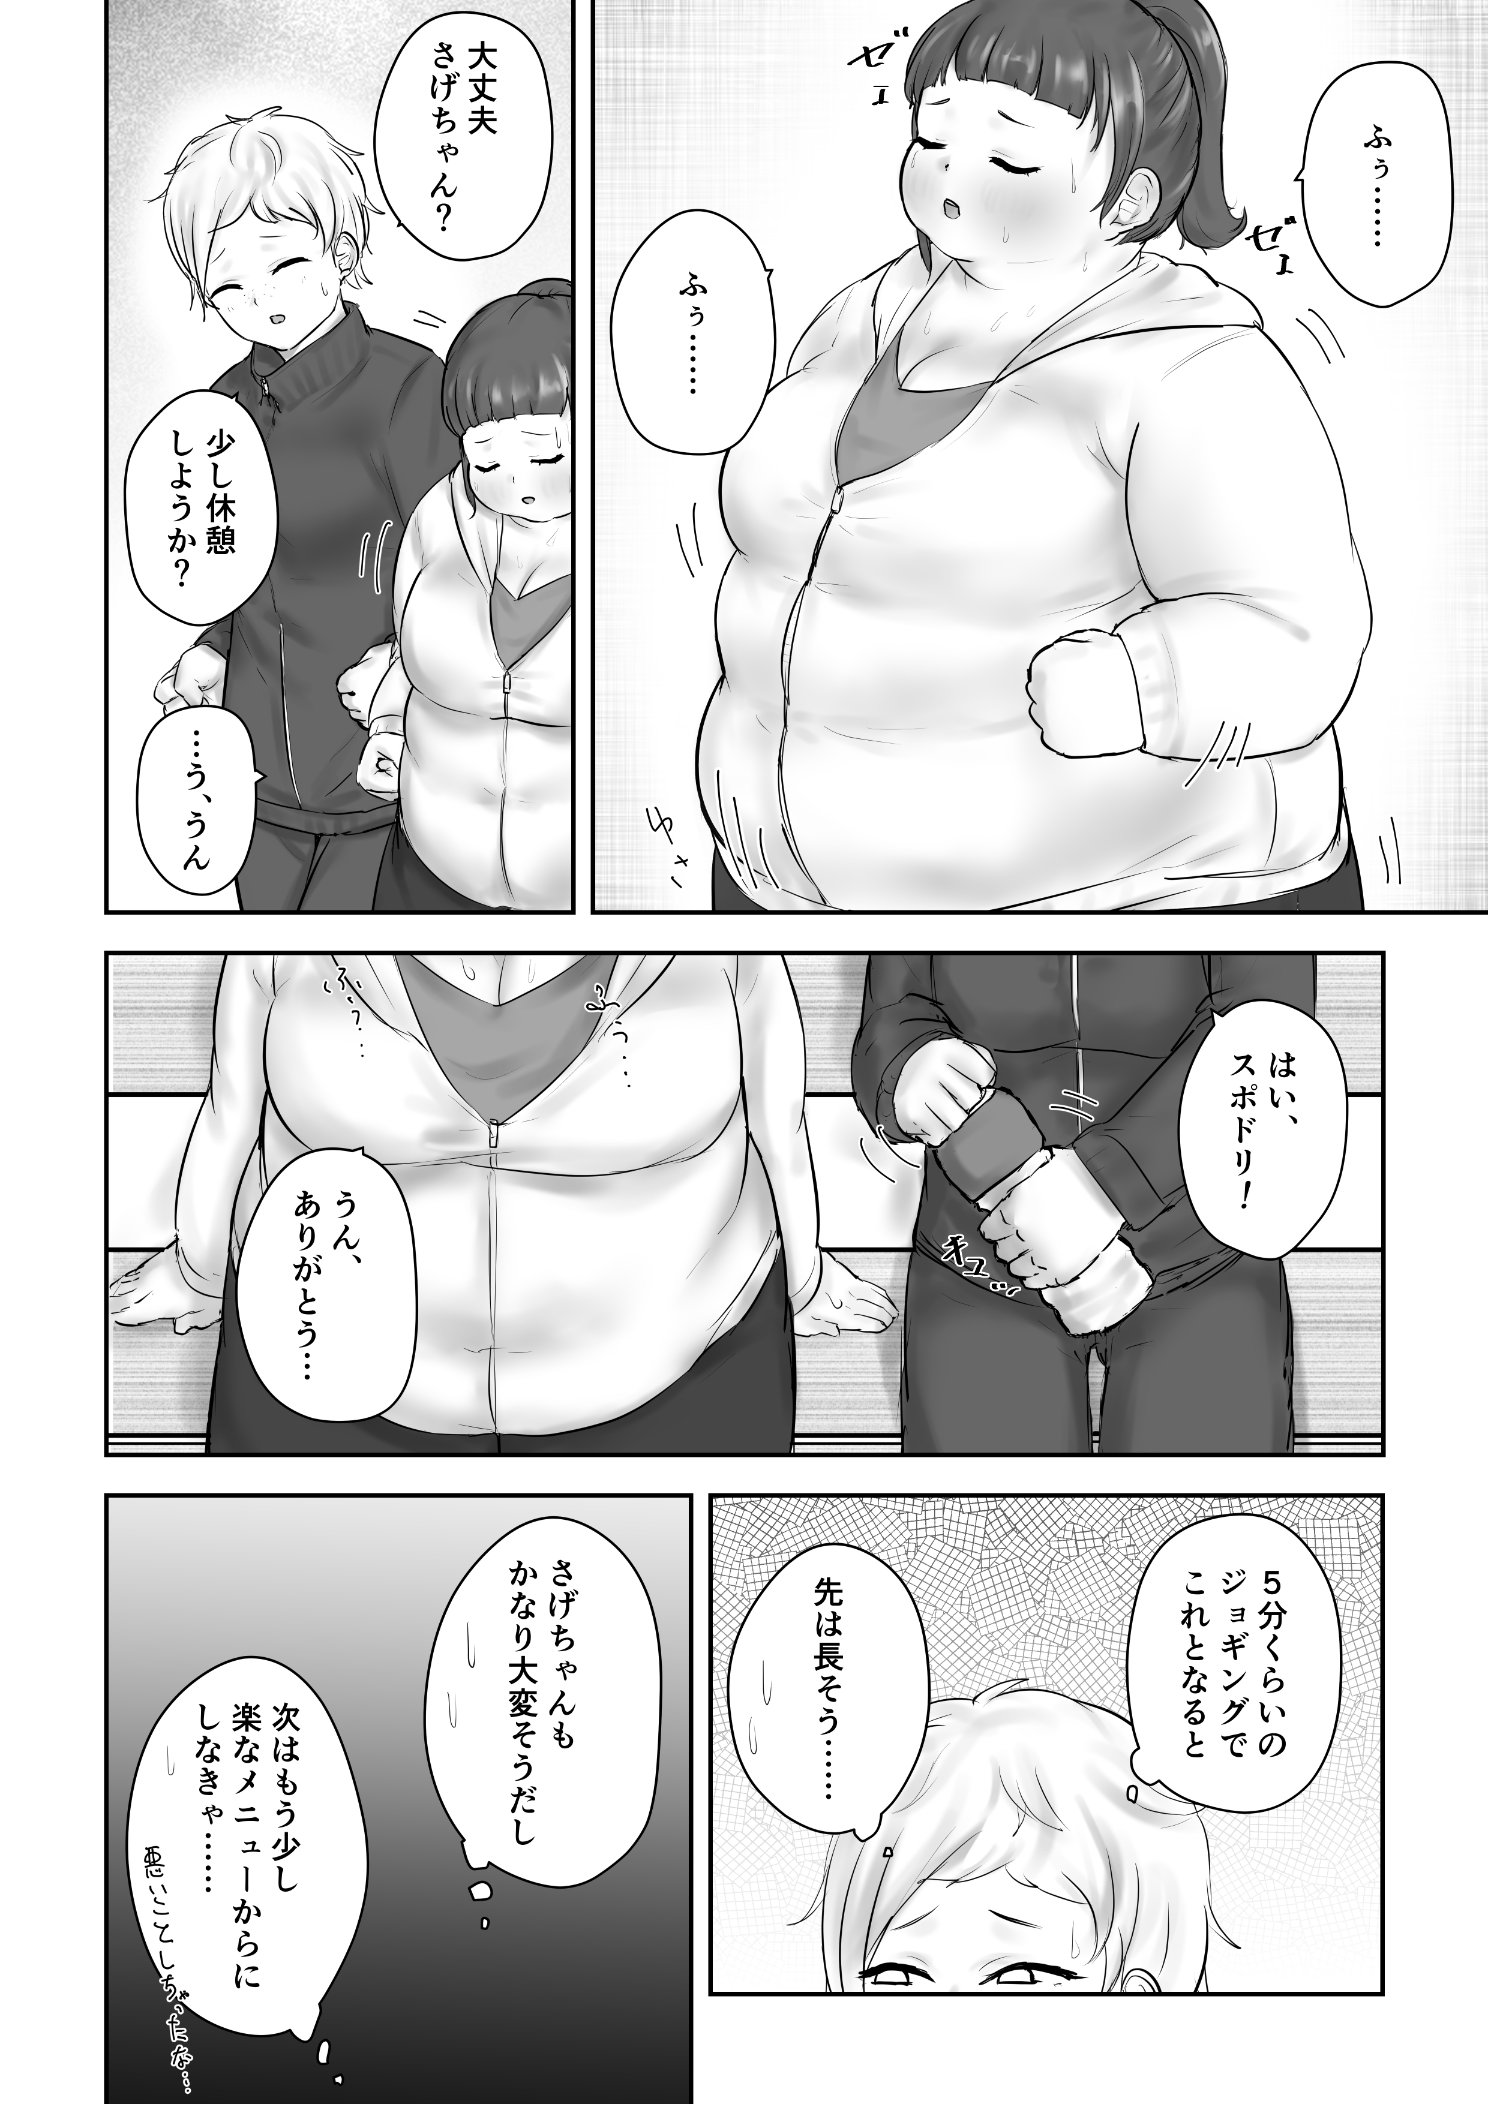 ふぅ……
ゼェ
ゼェ
ふぅ……
ゆさ
大丈夫
さげちゃん？
少し休憩
しようか？
…う、うん
はい、
スポドリ！
キュッ
ふぅ…
ふぅ…
うん、
ありがとう…
5分くらいの
ジョギングで
これとなると
先は長そう……
さげちゃんも
かなり大変そうだし
次はもう少し
楽なメニューからに
しなきゃ……
悪いことしちゃったな…